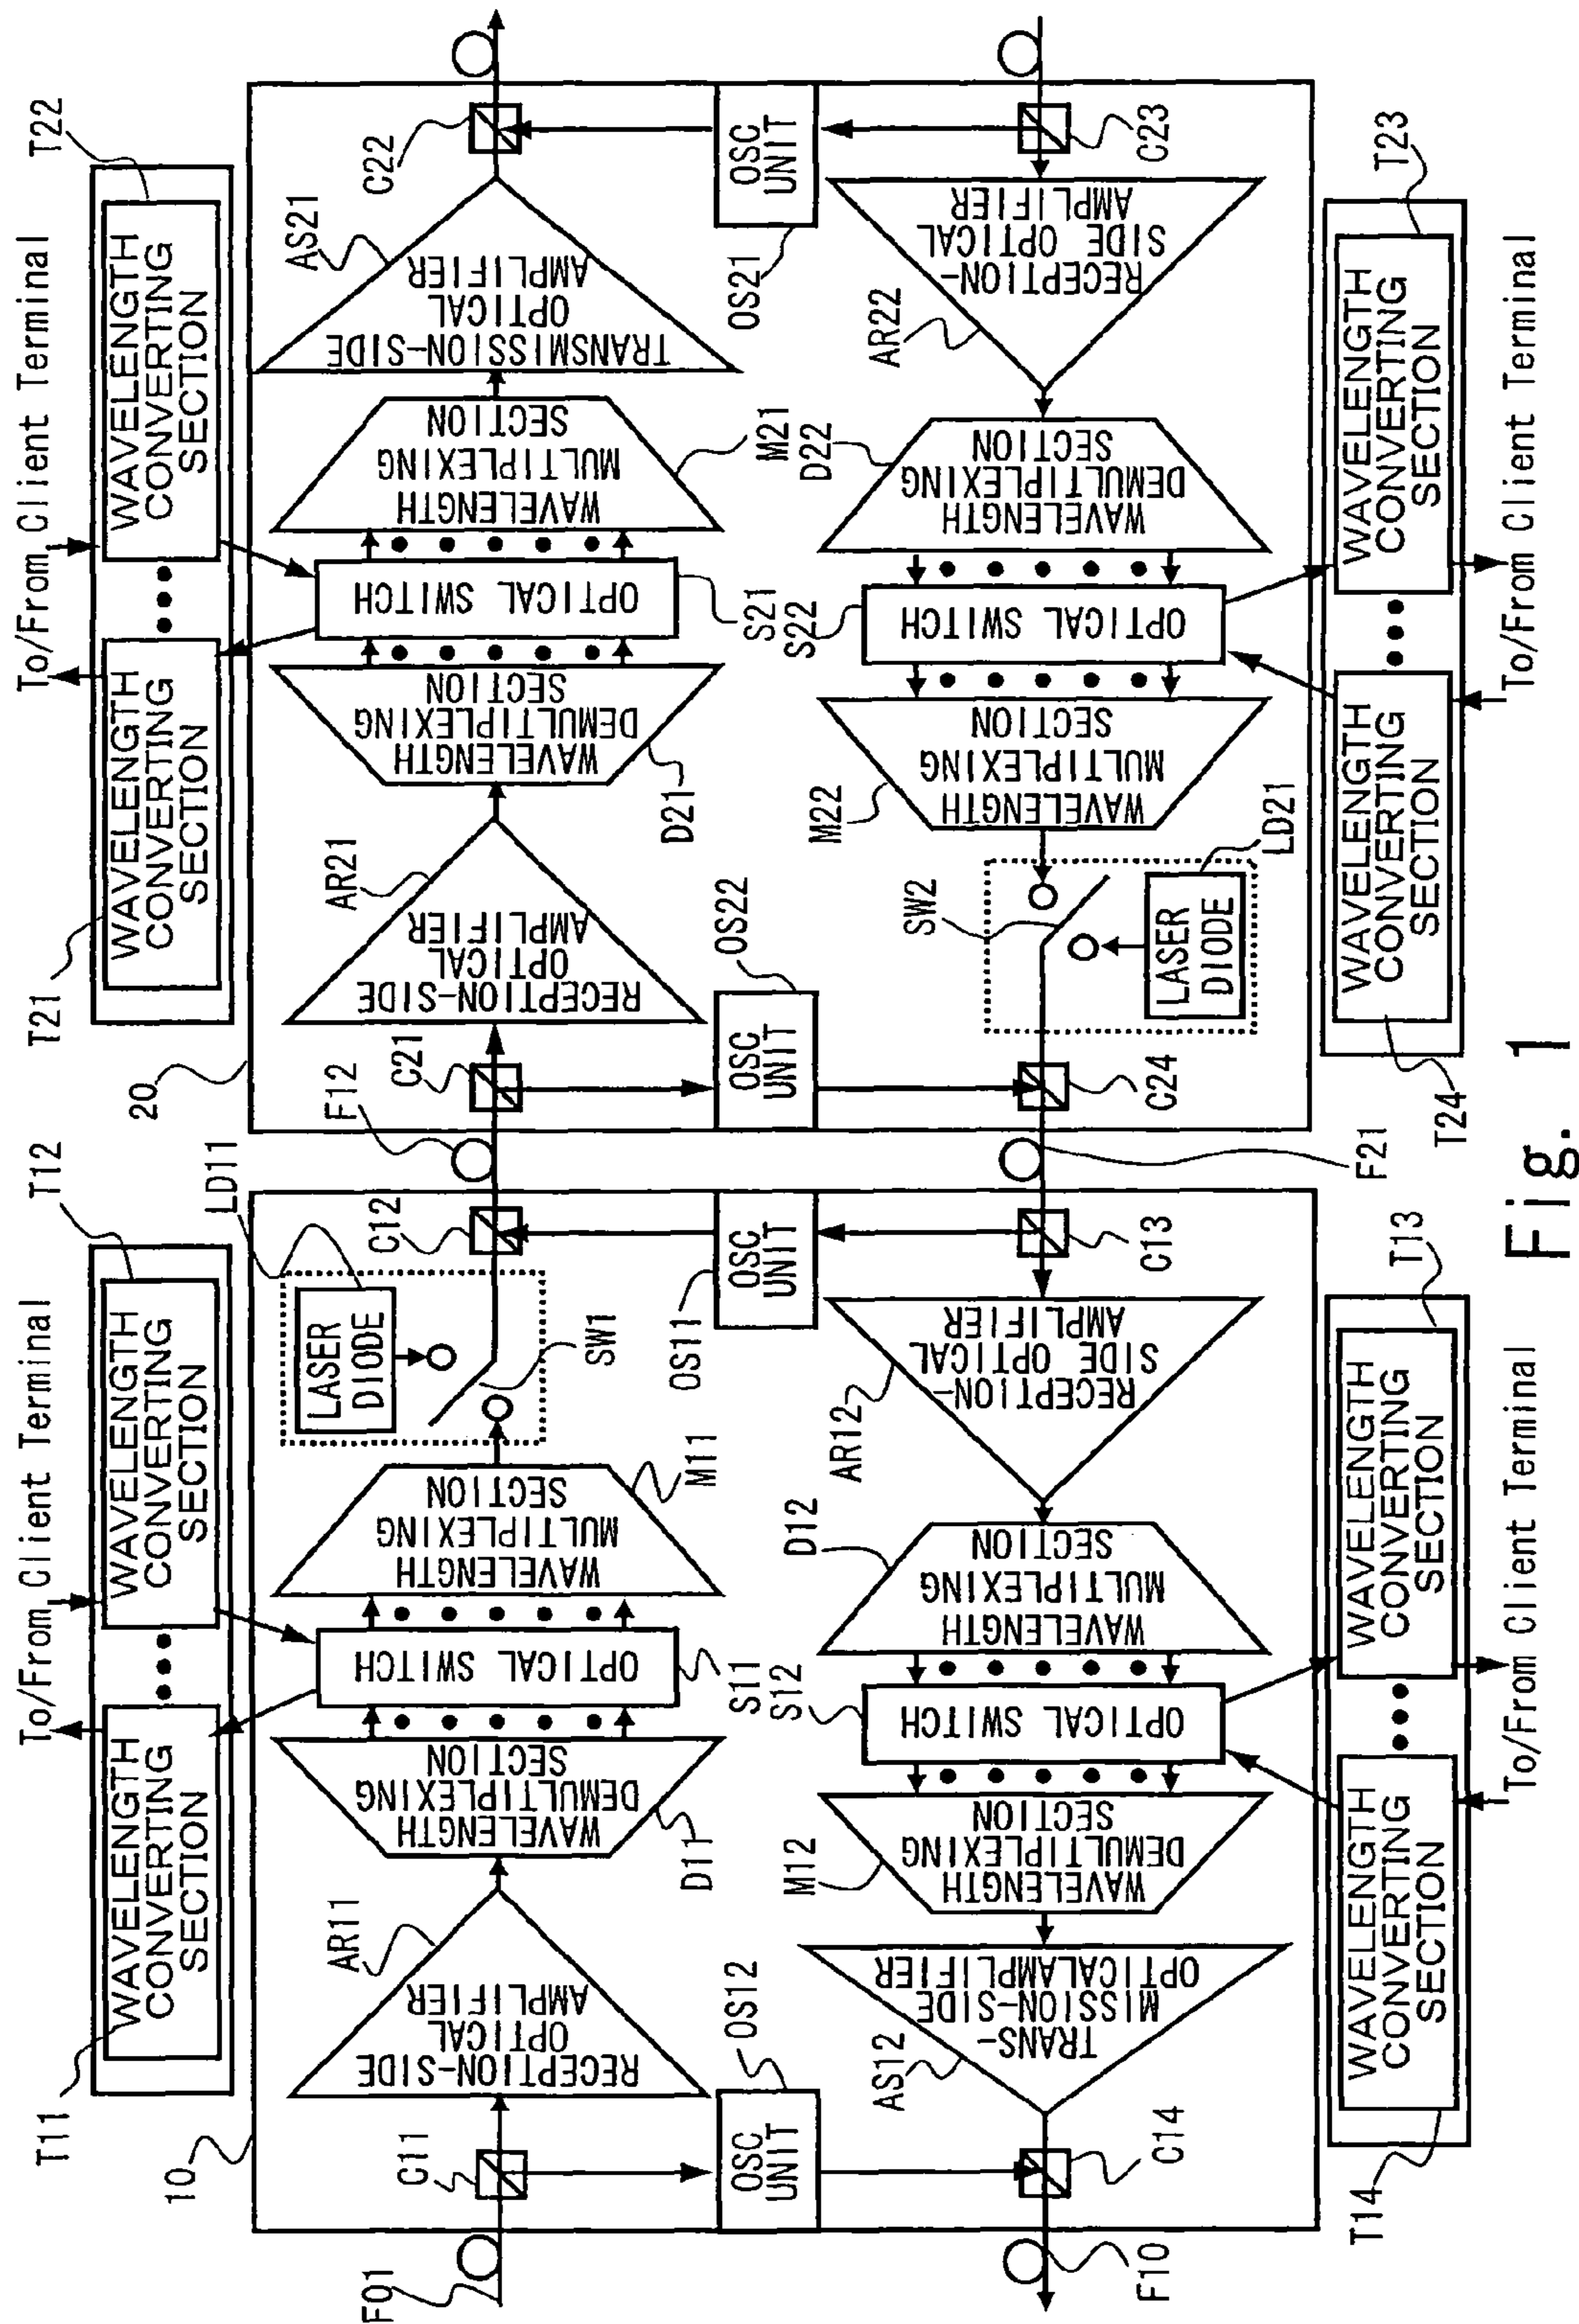 To/From Client Terminal
To/From Client Terminal
T11
WAVELENGTH
CONVERTING
SECTION
T12
WAVELENGTH
CONVERTING
SECTION
T21
WAVELENGTH
CONVERTING
SECTION
T22
WAVELENGTH
CONVERTING
SECTION
10
F01
C11
AR11
RECEPTION-SIDE
OPTICAL
AMPLIFIER
D11
WAVELENGTH
DEMULTIPLEXING
SECTION
S11
OPTICAL SWITCH
M11
WAVELENGTH
MULTIPLEXING
SECTION
LD11
LASER
DIODE
SW1
C12
F12
OS12
OSC
UNIT
OS11
OSC
UNIT
F10
C14
AS12
TRANS-
MISSION-SIDE
OPTICALAMPLIFIER
M12
WAVELENGTH
DEMULTIPLEXING
SECTION
S12
OPTICAL SWITCH
D12
WAVELENGTH
MULTIPLEXING
SECTION
AR12
RECEPTION-
SIDE OPTICAL
AMPLIFIER
C13
F21
20
C21
AR21
RECEPTION-SIDE
OPTICAL
AMPLIFIER
D21
WAVELENGTH
DEMULTIPLEXING
SECTION
S21
OPTICAL SWITCH
M21
WAVELENGTH
MULTIPLEXING
SECTION
AS21
TRANSMISSION-SIDE
OPTICAL
AMPLIFIER
C22
OS22
OSC
UNIT
OS21
OSC
UNIT
C24
SW2
LASER
DIODE
LD21
M22
WAVELENGTH
MULTIPLEXING
SECTION
S22
OPTICAL SWITCH
D22
WAVELENGTH
DEMULTIPLEXING
SECTION
AR22
RECEPTION-
SIDE OPTICAL
AMPLIFIER
C23
T14
WAVELENGTH
CONVERTING
SECTION
T13
WAVELENGTH
CONVERTING
SECTION
T24
WAVELENGTH
CONVERTING
SECTION
T23
WAVELENGTH
CONVERTING
SECTION
To/From Client Terminal
To/From Client Terminal
Fig. 1